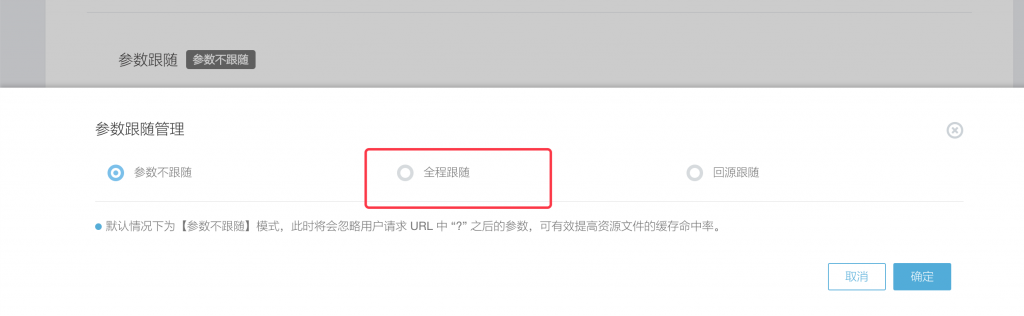 参数跟随 参数不跟随
参数跟随管理
参数不跟随 全程跟随 回源跟随
默认情况下为【参数不跟随】模式，此时将会忽略用户请求 URL 中 “?” 之后的参数，可有效提高资源文件的缓存命中率。
取消 确定